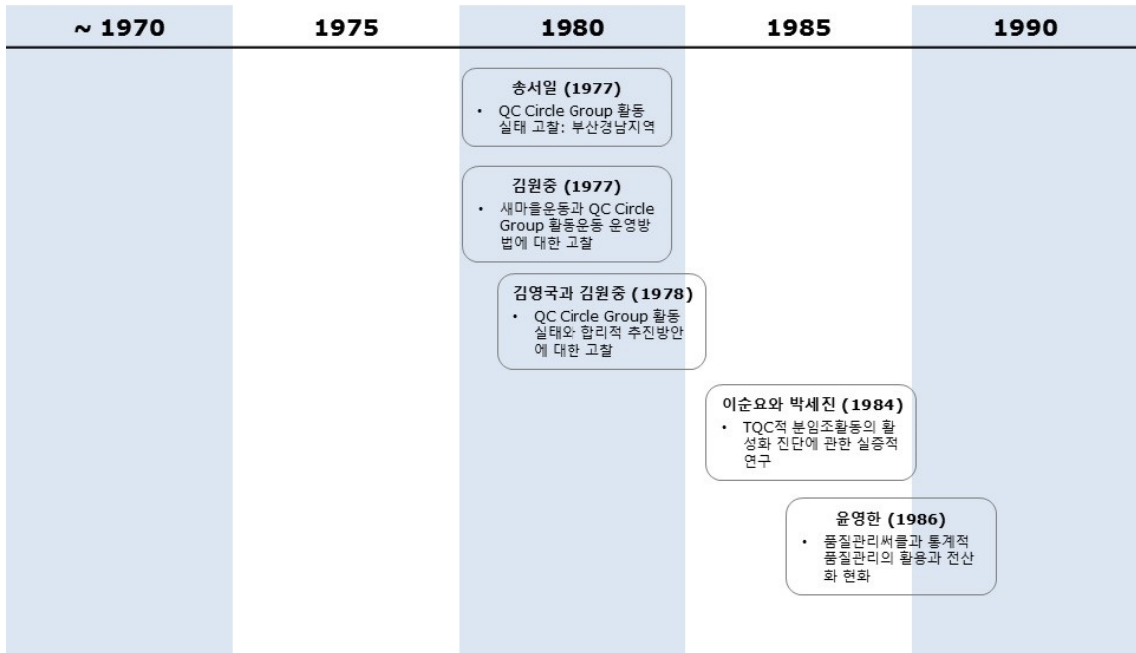 ~ 1970 1975 1980 1985 1990
송서일 (1977)
• QC Circle Group 활동
실태 고찰: 부산경남지역
김원중 (1977)
• 새마을운동과 QC Circle
Group 활동운동 운영방
법에 대한 고찰
김영국과 김원중 (1978)
• QC Circle Group 활동
실태와 합리적 추진방안
에 대한 고찰
이순요와 박세진 (1984)
• TQC적 분임조활동의 활
성화 진단에 관한 실증적
연구
윤영한 (1986)
• 품질관리써클과 통계적
품질관리의 활용과 전산
화 현화